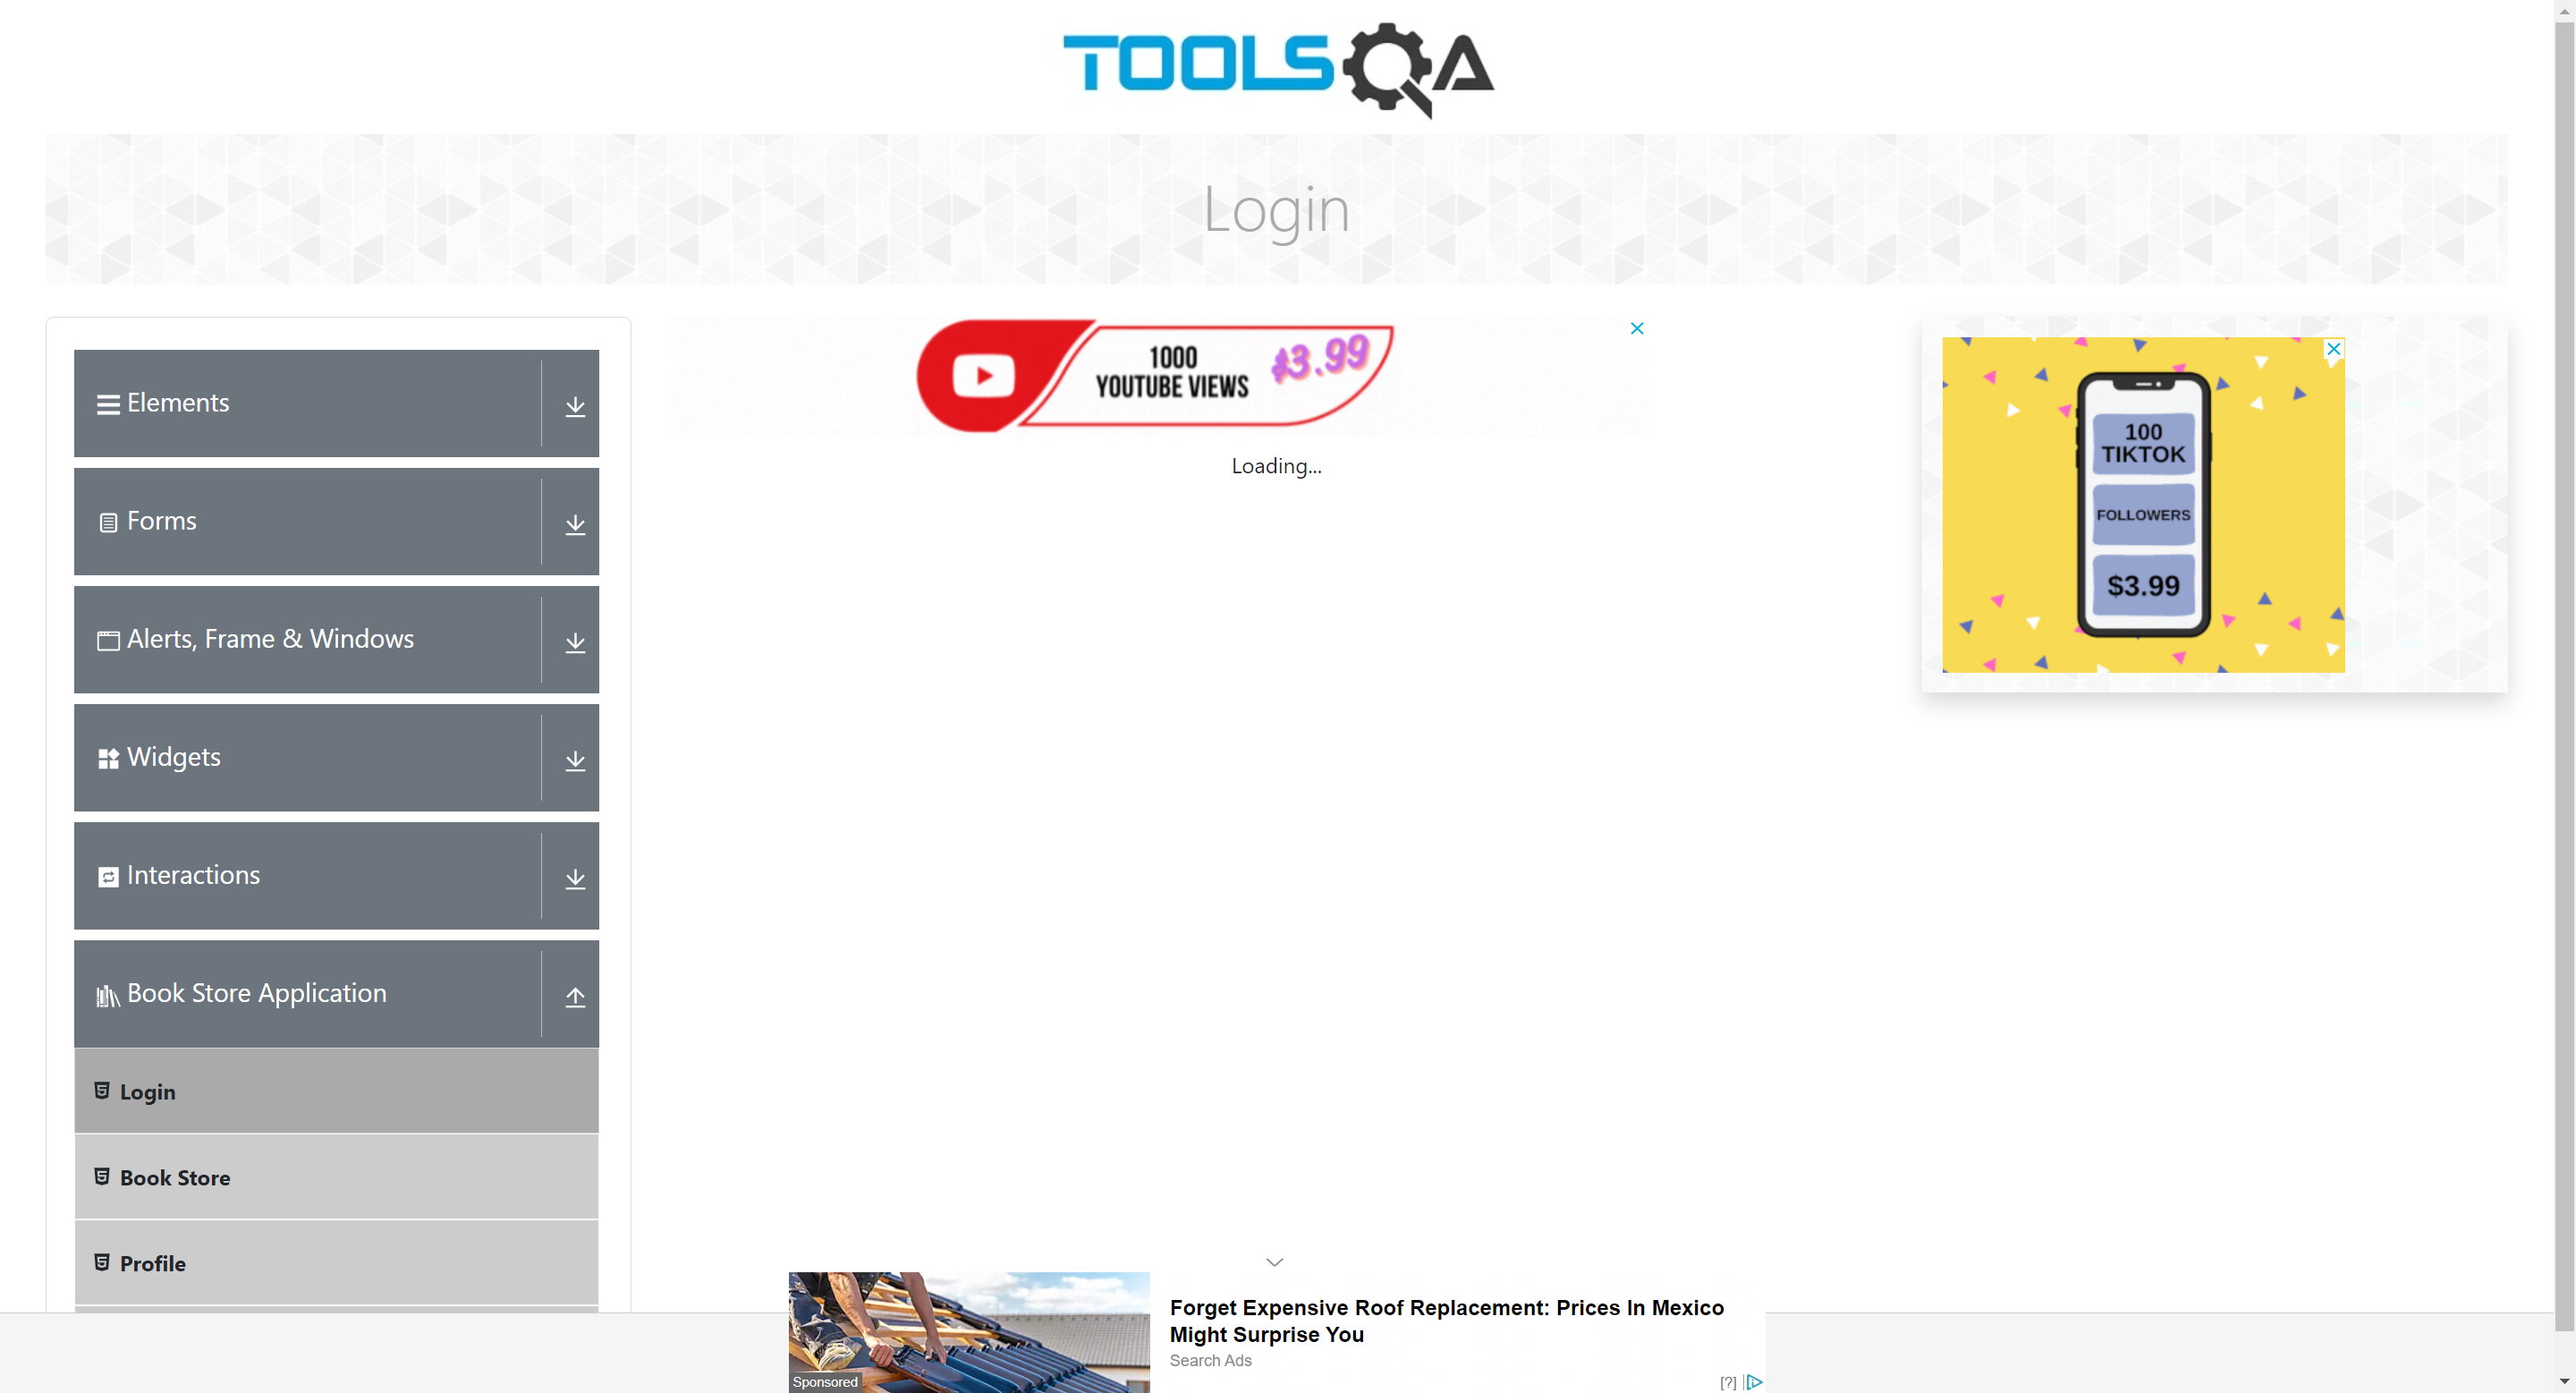 TOOLSQA
Login
Elements
Forms
Alerts, Frame & Windows
Widgets
Interactions
Book Store Application
Login
Book Store
Profile
1000
YOUTUBE VIEWS
$3.99
Loading...
100
TIKTOK
FOLLOWERS
$3.99
Forget Expensive Roof Replacement: Prices In Mexico
Might Surprise You
Search Ads
Sponsored
[?]